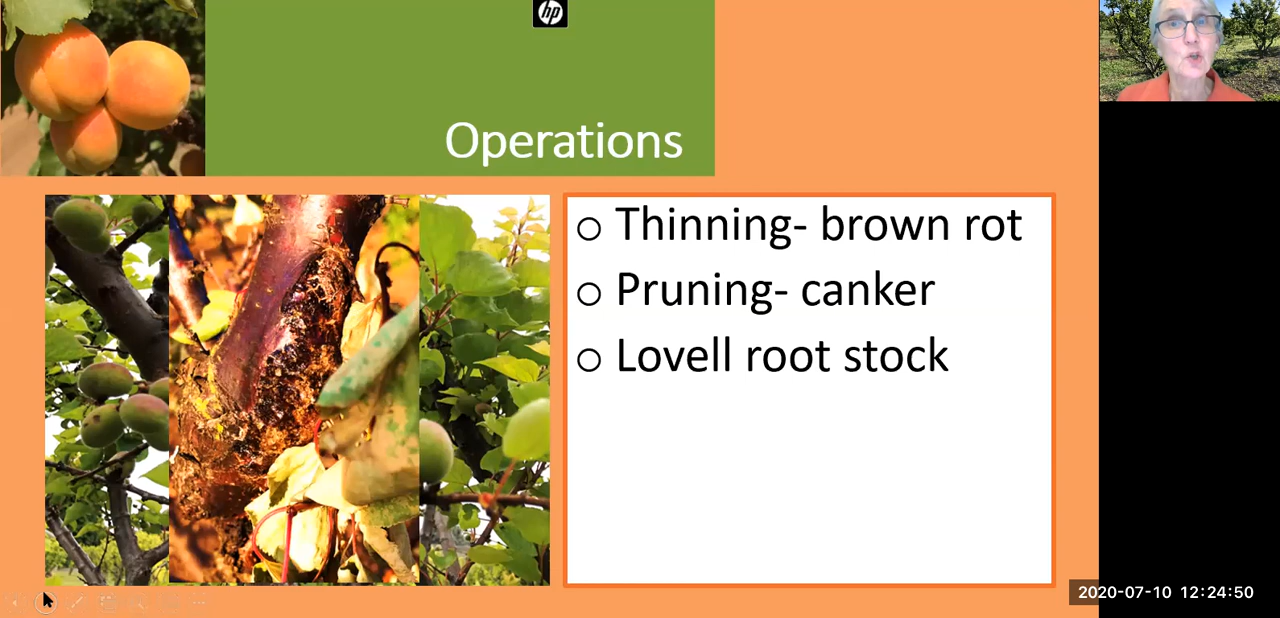 hp
Operations
Thinning- brown rot
Pruning- canker
Lovell root stock
2020-07-10 12:24:50